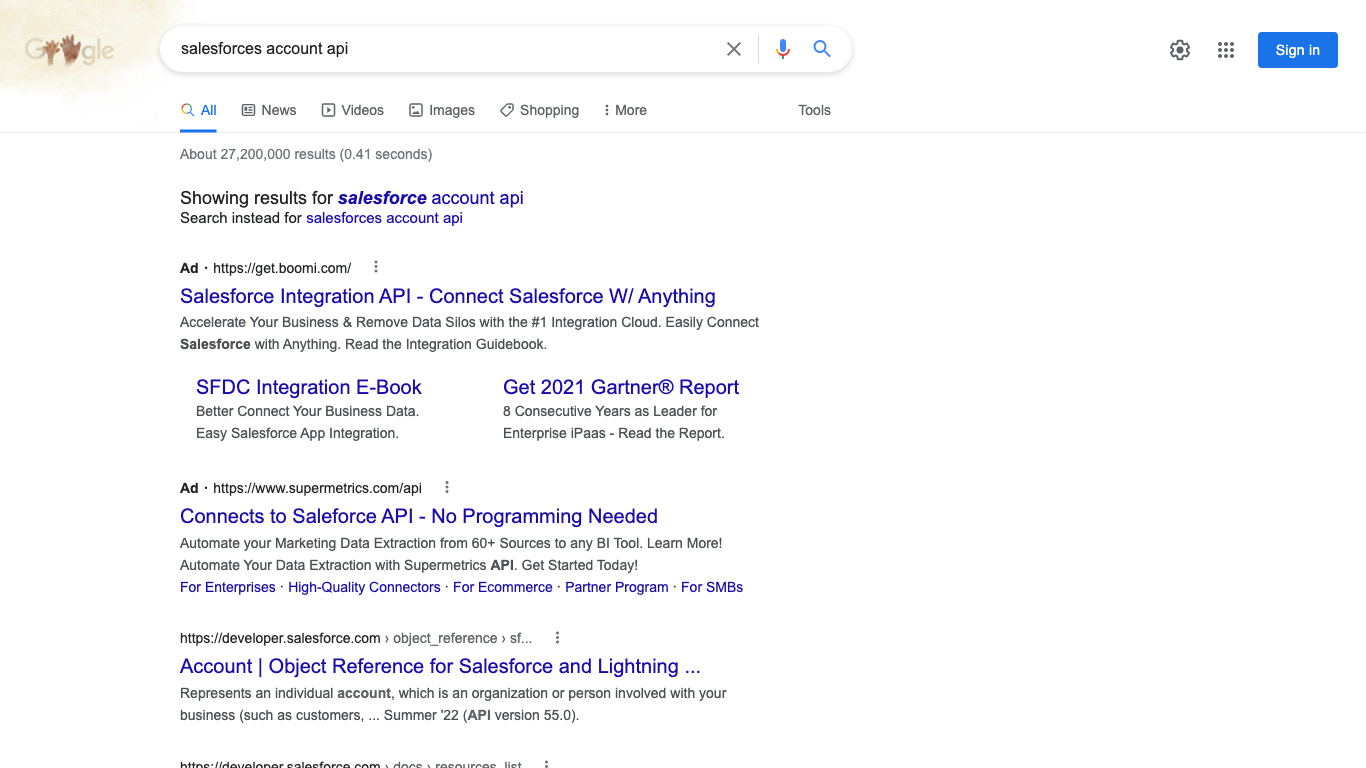 Google
salesforces account api
Sign in
All News Videos Images Shopping More Tools
About 27,200,000 results (0.41 seconds)
Showing results for salesforce account api
Search instead for salesforces account api
Ad · https://get.boomi.com/
Salesforce Integration API - Connect Salesforce W/ Anything
Accelerate Your Business & Remove Data Silos with the #1 Integration Cloud. Easily Connect
Salesforce with Anything. Read the Integration Guidebook.
SFDC Integration E-Book
Better Connect Your Business Data.
Easy Salesforce App Integration.
Get 2021 Gartner® Report
8 Consecutive Years as Leader for
Enterprise iPaas - Read the Report.
Ad · https://www.supermetrics.com/api
Connects to Saleforce API - No Programming Needed
Automate your Marketing Data Extraction from 60+ Sources to any BI Tool. Learn More!
Automate Your Data Extraction with Supermetrics API. Get Started Today!
For Enterprises · High-Quality Connectors · For Ecommerce · Partner Program · For SMBs
https://developer.salesforce.com › object_reference › sf...
Account | Object Reference for Salesforce and Lightning ...
Represents an individual account, which is an organization or person involved with your
business (such as customers, ... Summer '22 (API version 55.0).
https://developer.salesforce.com › docs › resources_list